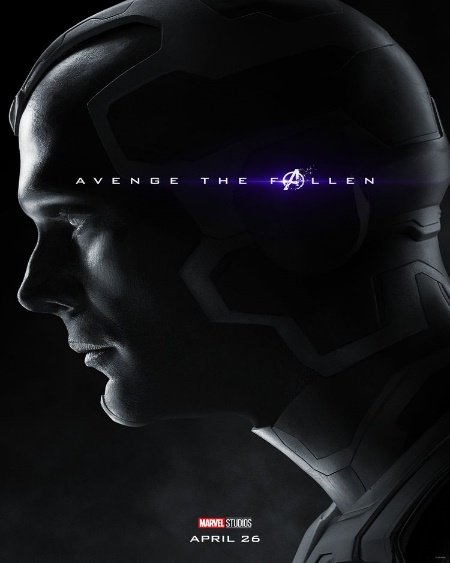 AVENGE THE FALLEN
MARVEL STUDIOS
APRIL 26